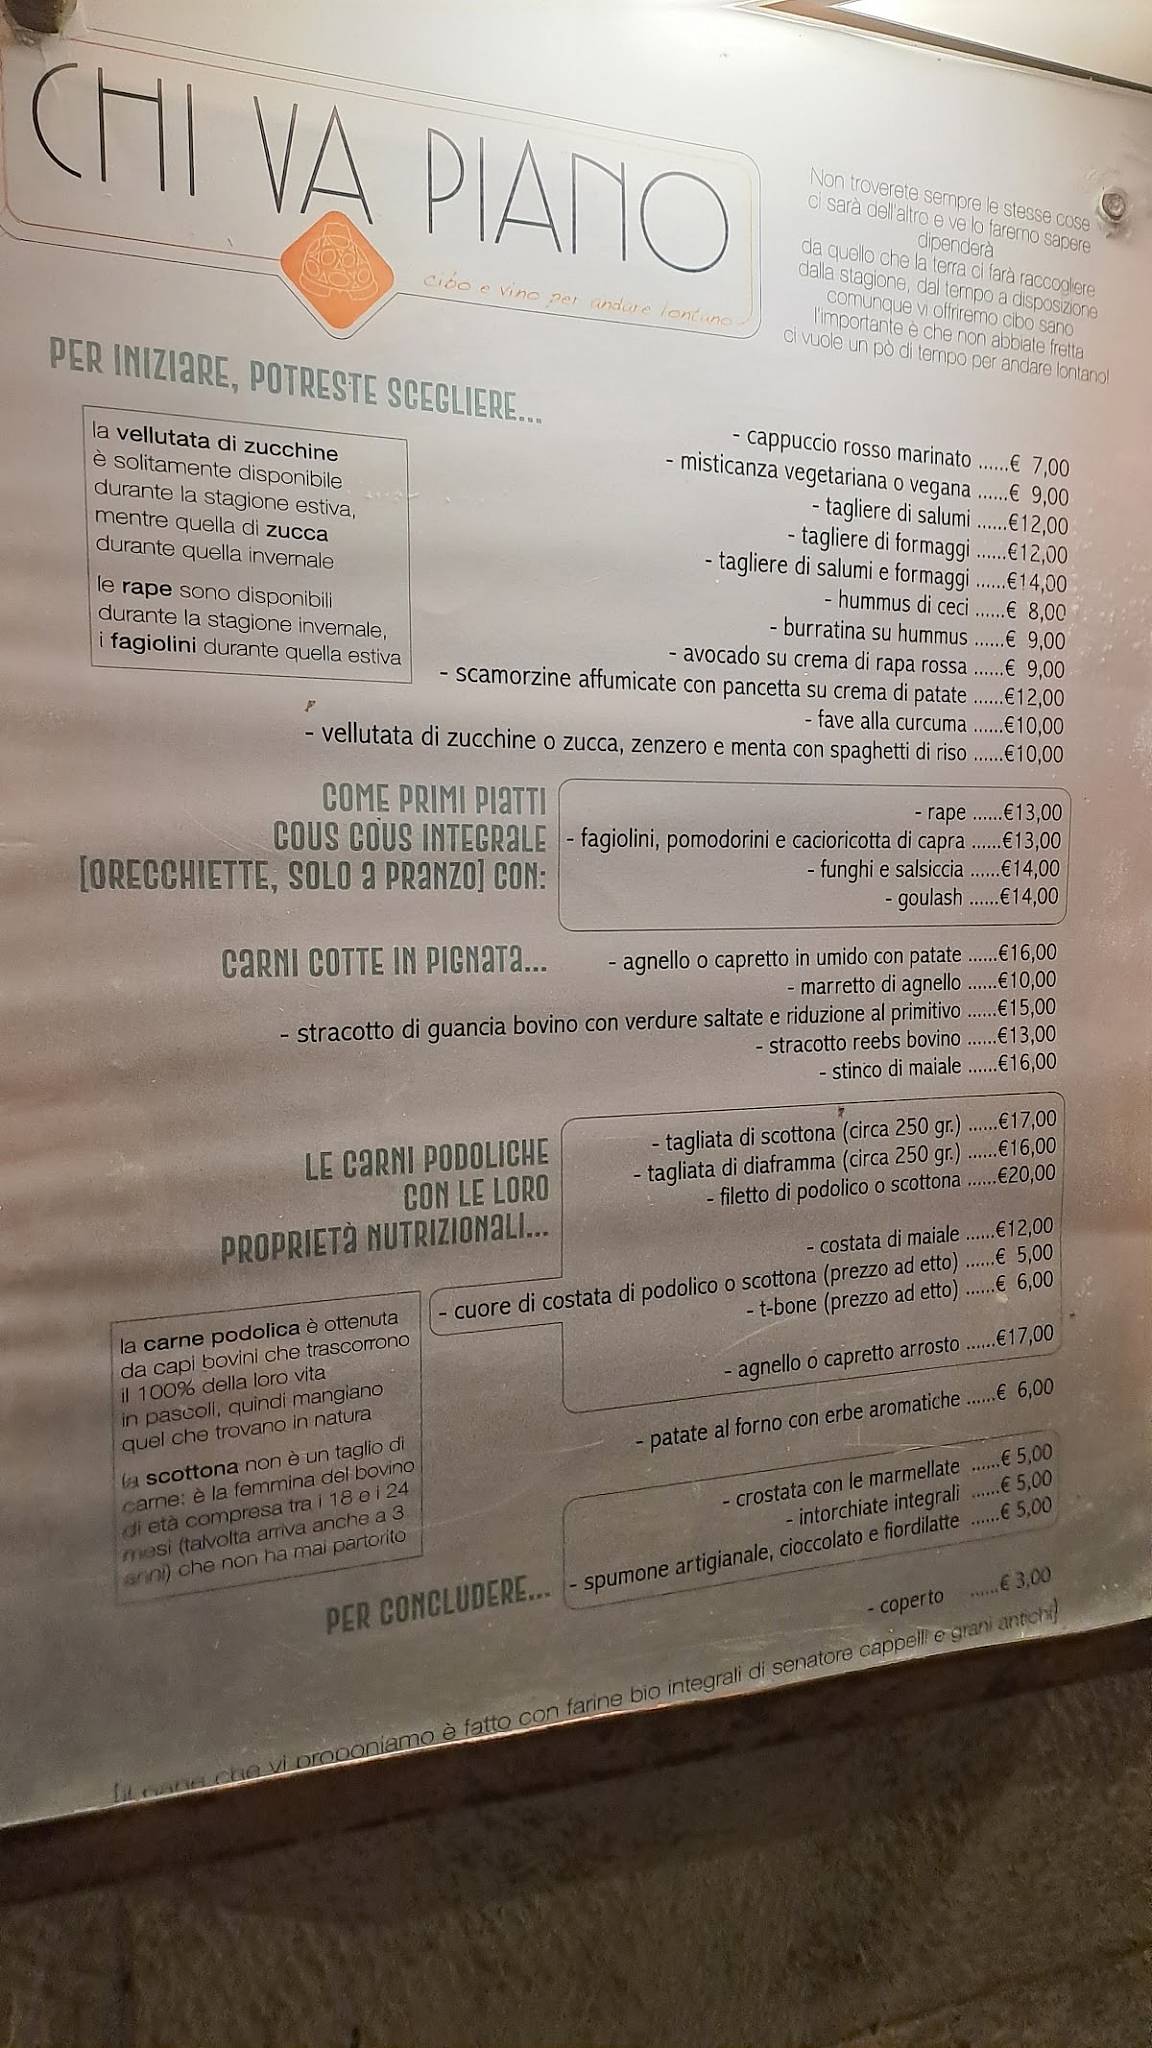 CHI VA PIANO
cibo e vino per andare lontano
Non troverete sempre le stesse cose
ci sarà dell'altro e ve lo faremo sapere
dipenderà
da quello che la terra ci farà raccogliere
dalla stagione, dal tempo a disposizione
comunque vi offriremo cibo sano
l'importante è che non abbiate fretta
ci vuole un pò di tempo per andare lontano!
PER INIZIARE, POTRESTE SCEGLIERE...
la vellutata di zucchine
è solitamente disponibile
durante la stagione estiva,
mentre quella di zucca
durante quella invernale
le rape sono disponibili
durante la stagione invernale,
i fagiolini durante quella estiva
- cappuccio rosso marinato ......€ 7,00
- misticanza vegetariana o vegana ......€ 9,00
- tagliere di salumi ......€12,00
- tagliere di formaggi ......€12,00
- tagliere di salumi e formaggi ......€14,00
- hummus di ceci ......€ 8,00
- burratina su hummus ......€ 9,00
- avocado su crema di rapa rossa ......€ 9,00
- scamorzine affumicate con pancetta su crema di patate ......€12,00
- fave alla curcuma ......€10,00
- vellutata di zucchine o zucca, zenzero e menta con spaghetti di riso ......€10,00
COME PRIMI PIATTI
COUS COUS INTEGRALE
[ORECCHIETTE, SOLO A PRANZO] CON:
- rape ......€13,00
- fagiolini, pomodorini e cacioricotta di capra ......€13,00
- funghi e salsiccia ......€14,00
- goulash ......€14,00
CARNI COTTE IN PIGNATA...
- agnello o capretto in umido con patate ......€16,00
- marretto di agnello ......€10,00
- stracotto di guancia bovino con verdure saltate e riduzione al primitivo ......€15,00
- stracotto reebs bovino ......€13,00
- stinco di maiale ......€16,00
LE CARNI PODOLICHE
CON LE LORO
PROPRIETÀ NUTRIZIONALI...
- tagliata di scottona (circa 250 gr.) ......€17,00
- tagliata di diaframma (circa 250 gr.) ......€16,00
- filetto di podolico o scottona ......€20,00
- costata di maiale ......€12,00
- cuore di costata di podolico o scottona (prezzo ad etto) ......€ 5,00
- t-bone (prezzo ad etto) ......€ 6,00
- agnello o capretto arrosto ......€17,00
la carne podolica è ottenuta
da capi bovini che trascorrono
il 100% della loro vita
in pascoli, quindi mangiano
quel che trovano in natura
la scottona non è un taglio di
carne: è la femmina del bovino
di età compresa tra i 18 e i 24
mesi (talvolta arriva anche a 3
anni) che non ha mai partorito
- patate al forno con erbe aromatiche ......€ 6,00
PER CONCLUDERE...
- crostata con le marmellate ......€ 5,00
- intorchiate integrali ......€ 5,00
- spumone artigianale, cioccolato e fiordilatte ......€ 5,00
- coperto ......€ 3,00
[il pane che vi proponiamo è fatto con farine bio integrali di senatore cappelli e grani antichi]